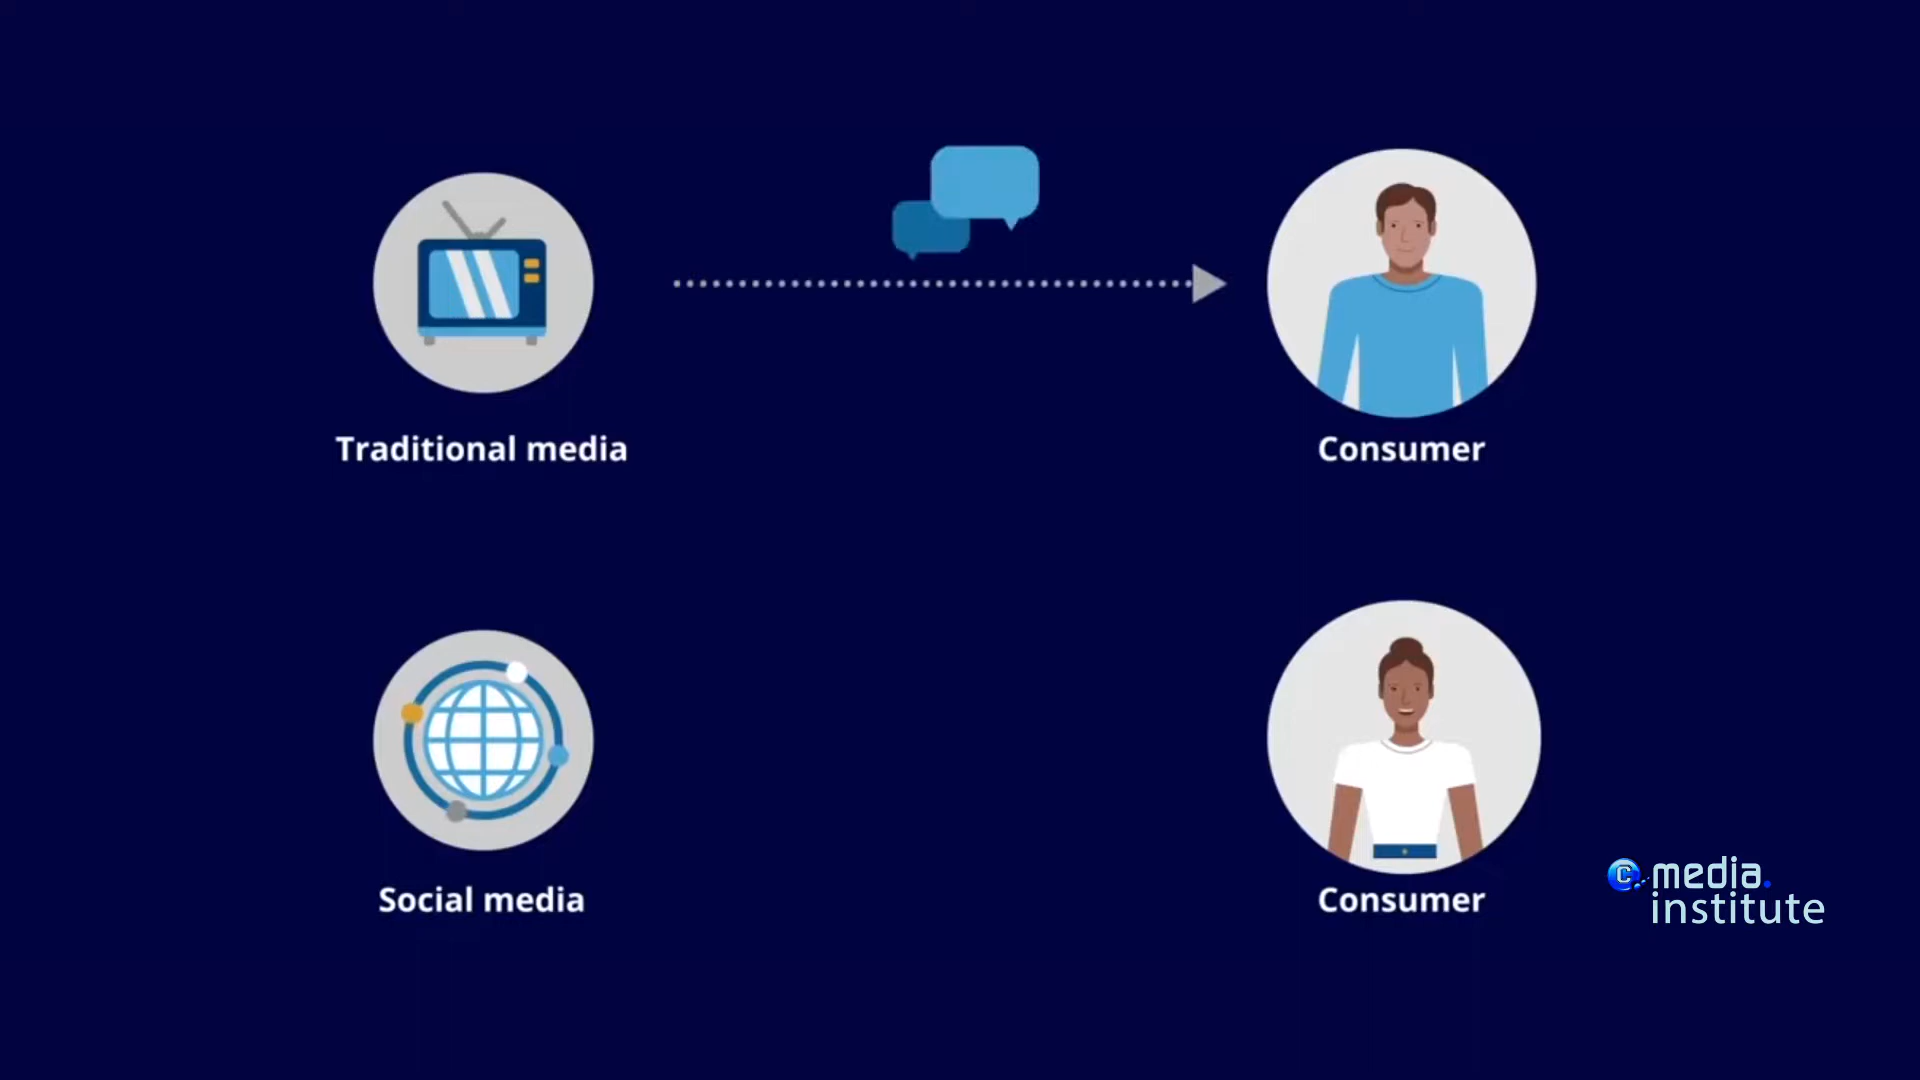 Traditional media
Consumer
Social media
Consumer
C
media.
institute